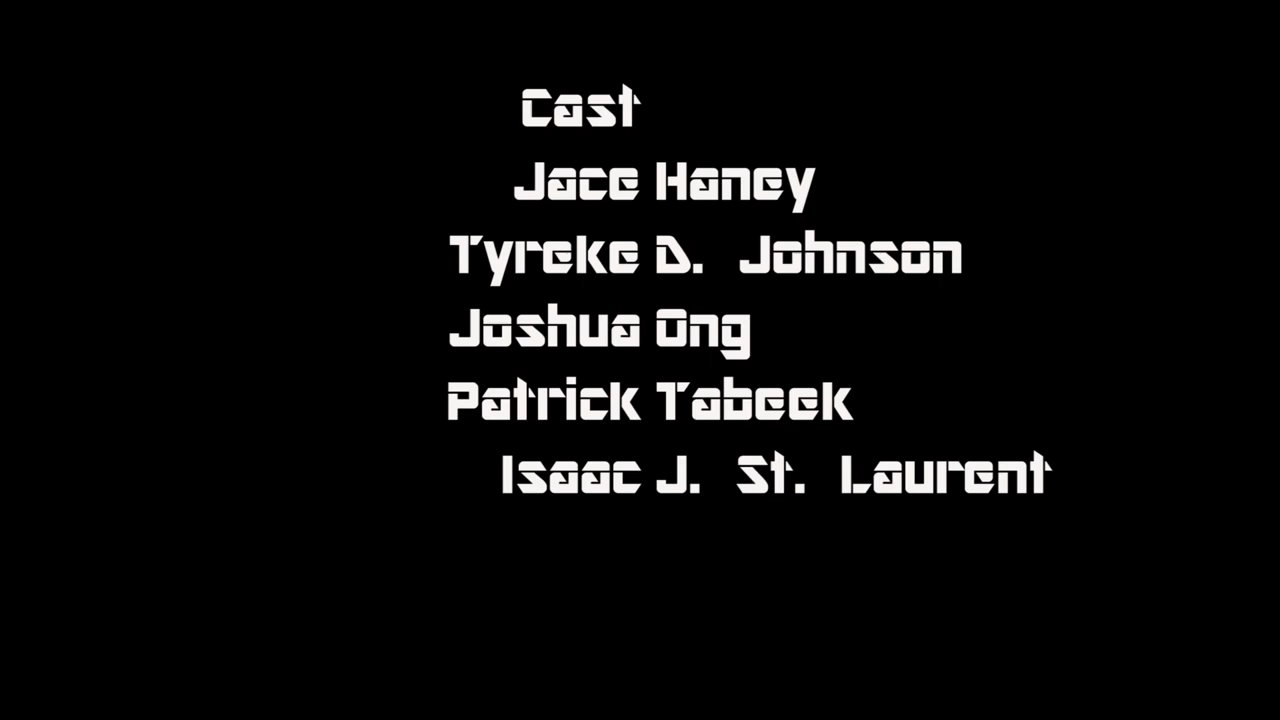 Cast
Jace Haney
Tyreke D. Johnson
Joshua Ong
Patrick Tabeek
Isaac J. St. Laurent